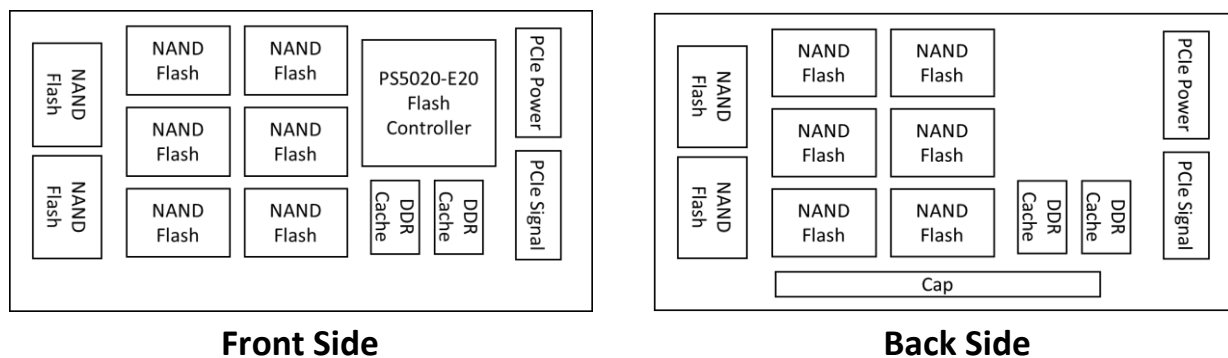 NAND
Flash
NAND
Flash
NAND
Flash
NAND
Flash
NAND
Flash
NAND
Flash
NAND
Flash
NAND
Flash
PS5020-E20
Flash
Controller
DDR
Cache
DDR
Cache
PCIe Power
PCIe Signal
Front Side
NAND
Flash
NAND
Flash
NAND
Flash
NAND
Flash
NAND
Flash
NAND
Flash
NAND
Flash
NAND
Flash
DDR
Cache
DDR
Cache
PCIe Power
PCIe Signal
Cap
Back Side